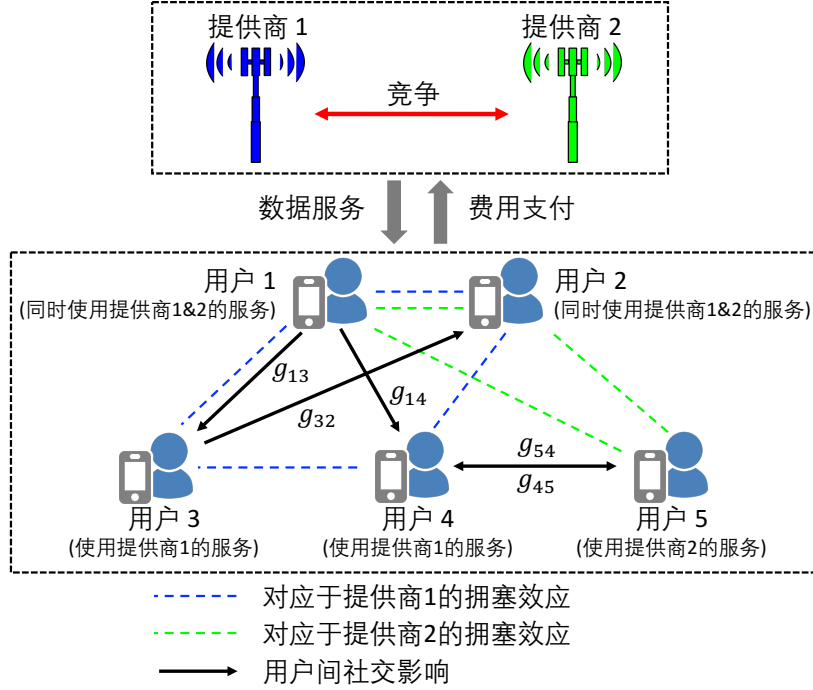 提供商 1
提供商 2
竞争
数据服务
费用支付
用户 1
(同时使用提供商1&2的服务)
用户 2
(同时使用提供商1&2的服务)
g13
g14
g32
g54
g45
用户 3
(使用提供商1的服务)
用户 4
(使用提供商1的服务)
用户 5
(使用提供商2的服务)
对应于提供商1的拥塞效应
对应于提供商2的拥塞效应
用户间社交影响